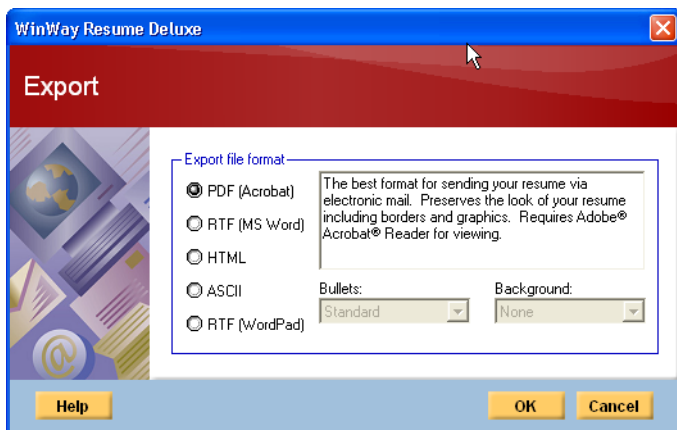 WinWay Resume Deluxe
Export
Export file format
PDF (Acrobat)
RTF (MS Word)
HTML
ASCII
RTF (WordPad)
The best format for sending your resume via
electronic mail. Preserves the look of your resume
including borders and graphics. Requires Adobe®
Acrobat® Reader for viewing.
Bullets:
Background:
Standard
None
@
Help
OK
Cancel